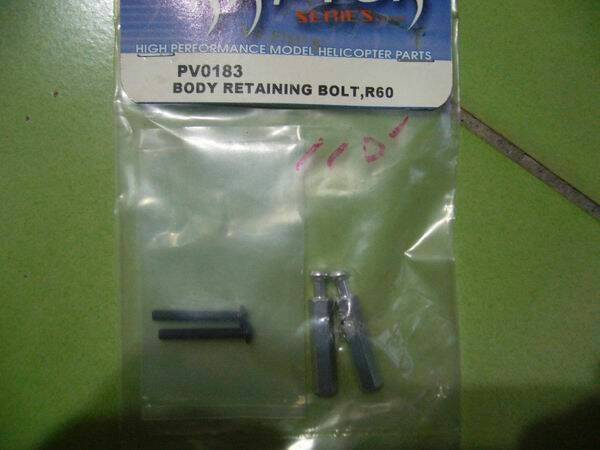 SERIES
HIGH PERFORMANCE MODEL HELICOPTER PARTS
PV0183
BODY RETAINING BOLT,R60